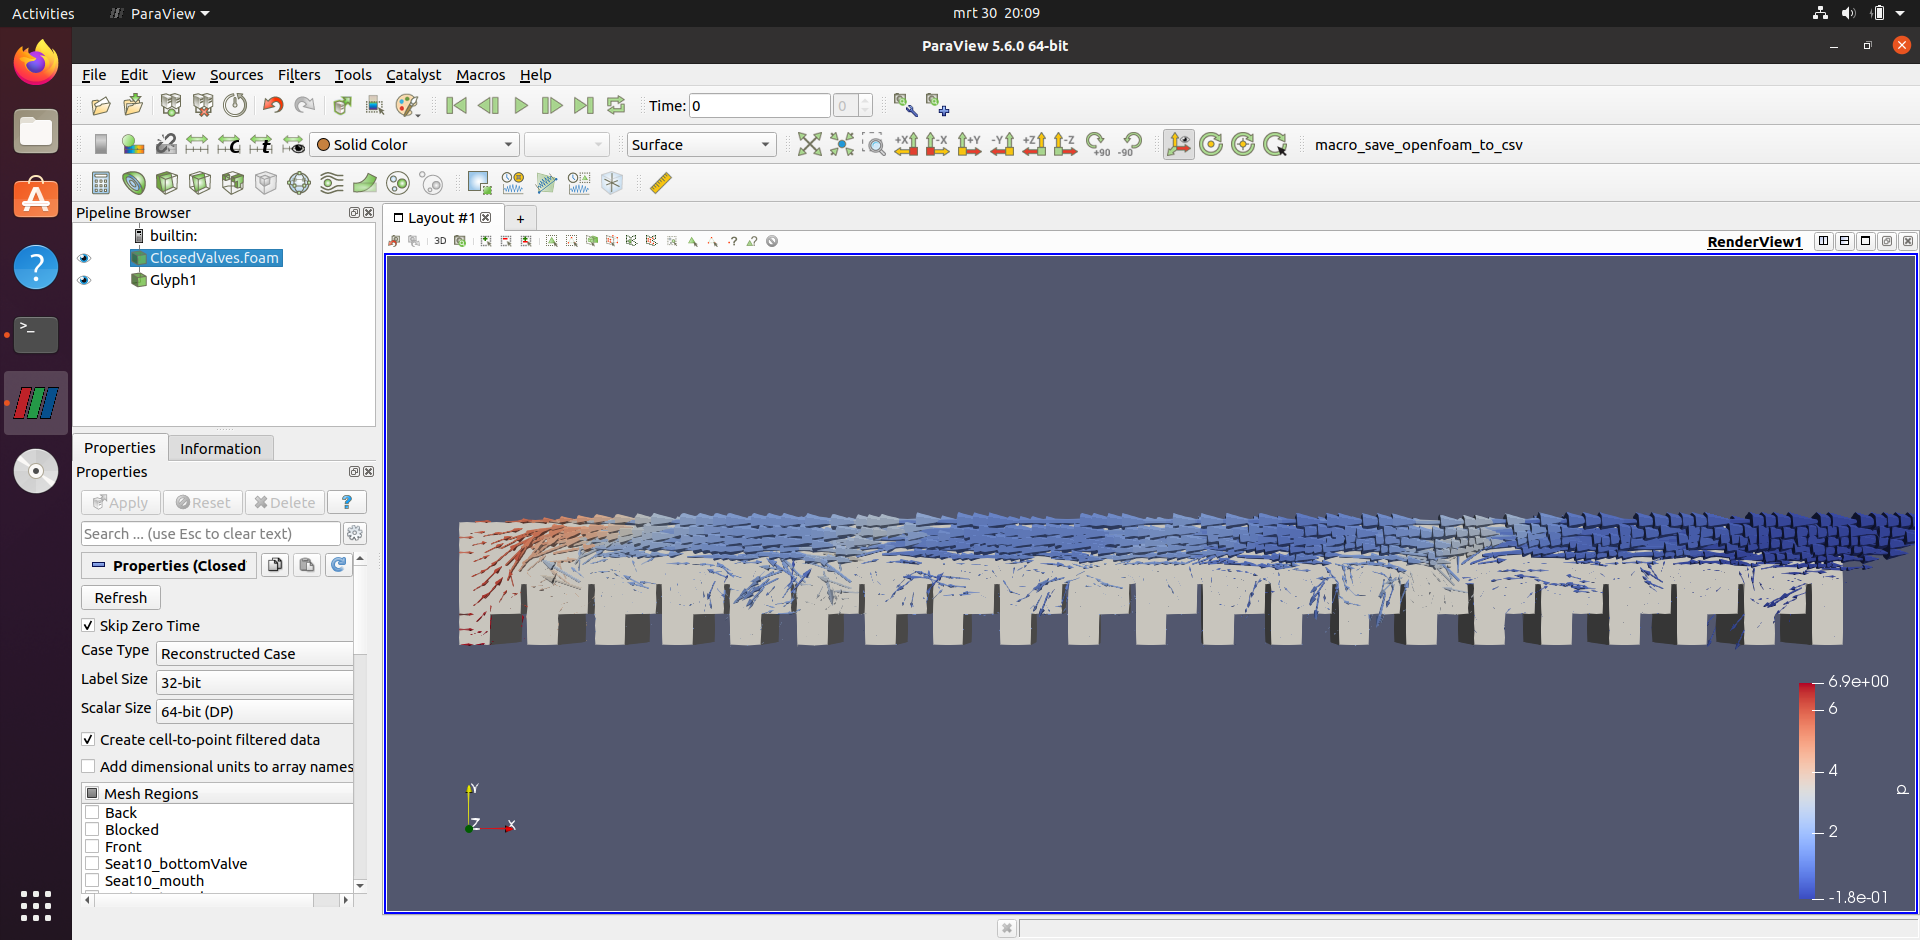 Activities ParaView mrt 30 20:09
ParaView 5.6.0 64-bit
File Edit View Sources Filters Tools Catalyst Macros Help
Time: 0 0
Solid Color Surface +X -X +Y -Y +Z -Z +90 -90 macro_save_openfoam_to_csv
Pipeline Browser
builtin:
ClosedValves.foam
Glyph1
Layout #1 +
3D RenderView1
Properties Information
Properties
Apply Reset Delete ?
Search ... (use Esc to clear text)
Properties (Closed
Refresh
Skip Zero Time
Case Type Reconstructed Case
Label Size 32-bit
Scalar Size 64-bit (DP)
Create cell-to-point filtered data
Add dimensional units to array names
Mesh Regions
Back
Blocked
Front
Seat10_bottomValve
Seat10_mouth
Y
Z X
6.9e+00
6
4
p
2
-1.8e-01